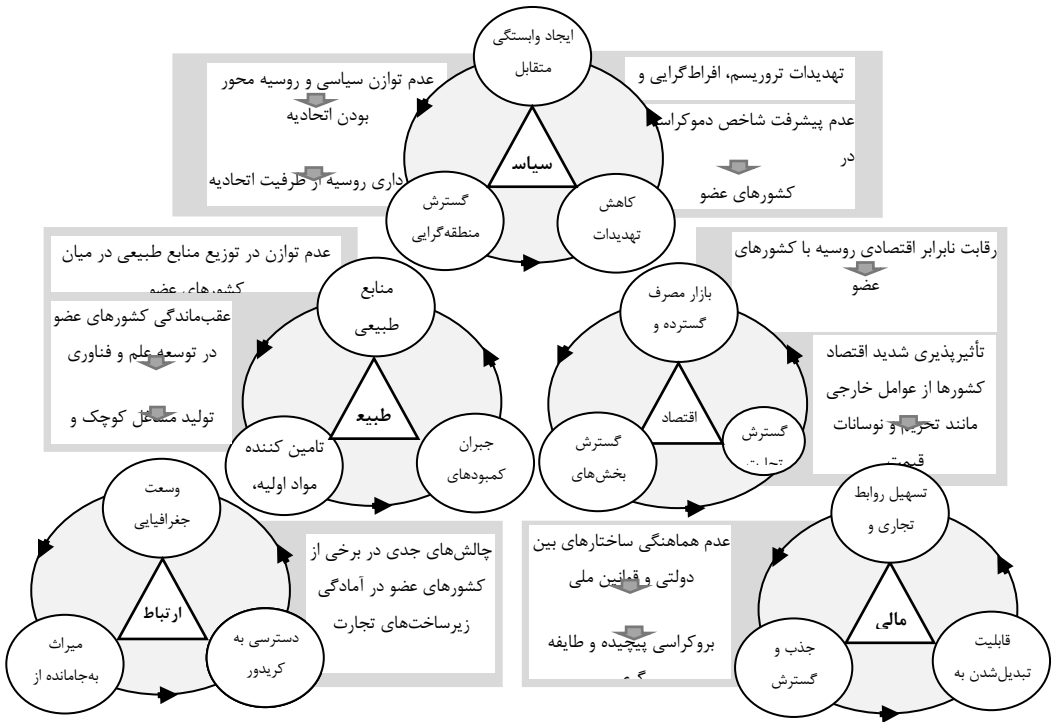 ایجاد وابستگی
متقابل
عدم توازن سیاسی و روسیه محور
بودن اتحادیه
داری روسیه از ظرفیت اتحادیه
تهدیدات تروریسم، افراط‌گرایی و
عدم پیشرفت شاخص دموکراسی
در
کشورهای عضو
سیاس
گسترش
منطقه‌گرایی
کاهش
تهدیدات
عدم توازن در توزیع منابع طبیعی در میان
کشورهای عضو
عقب‌ماندگی کشورهای عضو
در توسعه علم و فناوری
تولید مشاغل کوچک و
منابع
طبیعی
طبیع
تامین کننده
مواد اولیه،
جبران
کمبودهای
رقابت نابرابر اقتصادی روسیه با کشورهای
عضو
تأثیرپذیری شدید اقتصاد
کشورها از عوامل خارجی
مانند تحریم و نوسانات
قیمت
بازار مصرف
گسترده و
اقتصاد
گسترش
بخش‌های
گسترش
تجارت
وسعت
جغرافیایی
ارتباط
میراث
به‌جامانده از
دسترسی به
کریدور
چالش‌های جدی در برخی از
کشورهای عضو در آمادگی
زیرساخت‌های تجارت
عدم هماهنگی ساختارهای بین
دولتی و قوانین ملی
بروکراسی پیچیده و طایفه
گری
تسهیل روابط
تجاری و
مالی
جذب و
گسترش
قابلیت
تبدیل‌شدن به